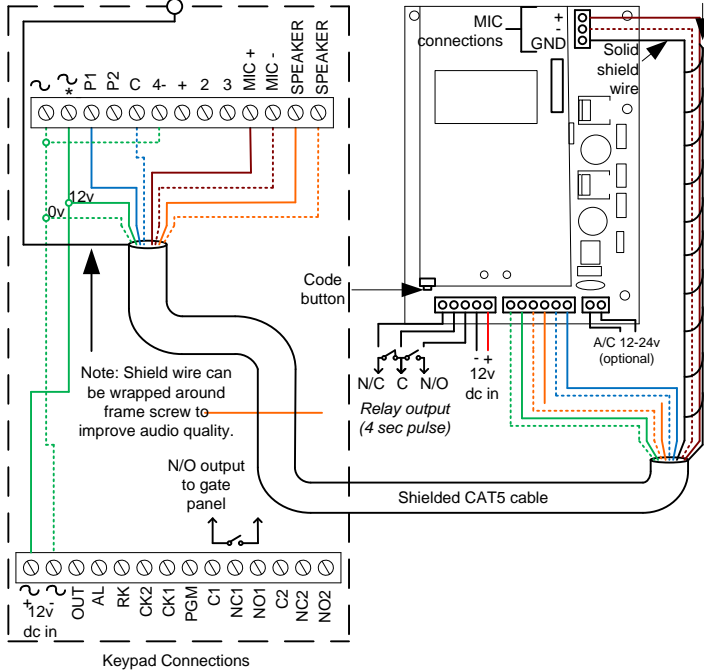 ∼
∼
*
P1
P2
C
4-
+
2
3
MIC +
MIC -
SPEAKER
SPEAKER
12v
0v
Note: Shield wire can
be wrapped around
frame screw to
improve audio quality.
N/O output
to gate
panel
+
∼
-
∼
12v
dc in
OUT
AL
RK
CK2
CK1
PGM
C1
NC1
NO1
C2
NC2
NO2
Keypad Connections
MIC
connections
+
-
GND
Solid
shield
wire
Code
button
N/C
C
N/O
Relay output
(4 sec pulse)
- +
12v
dc in
A/C 12-24v
(optional)
Shielded CAT5 cable